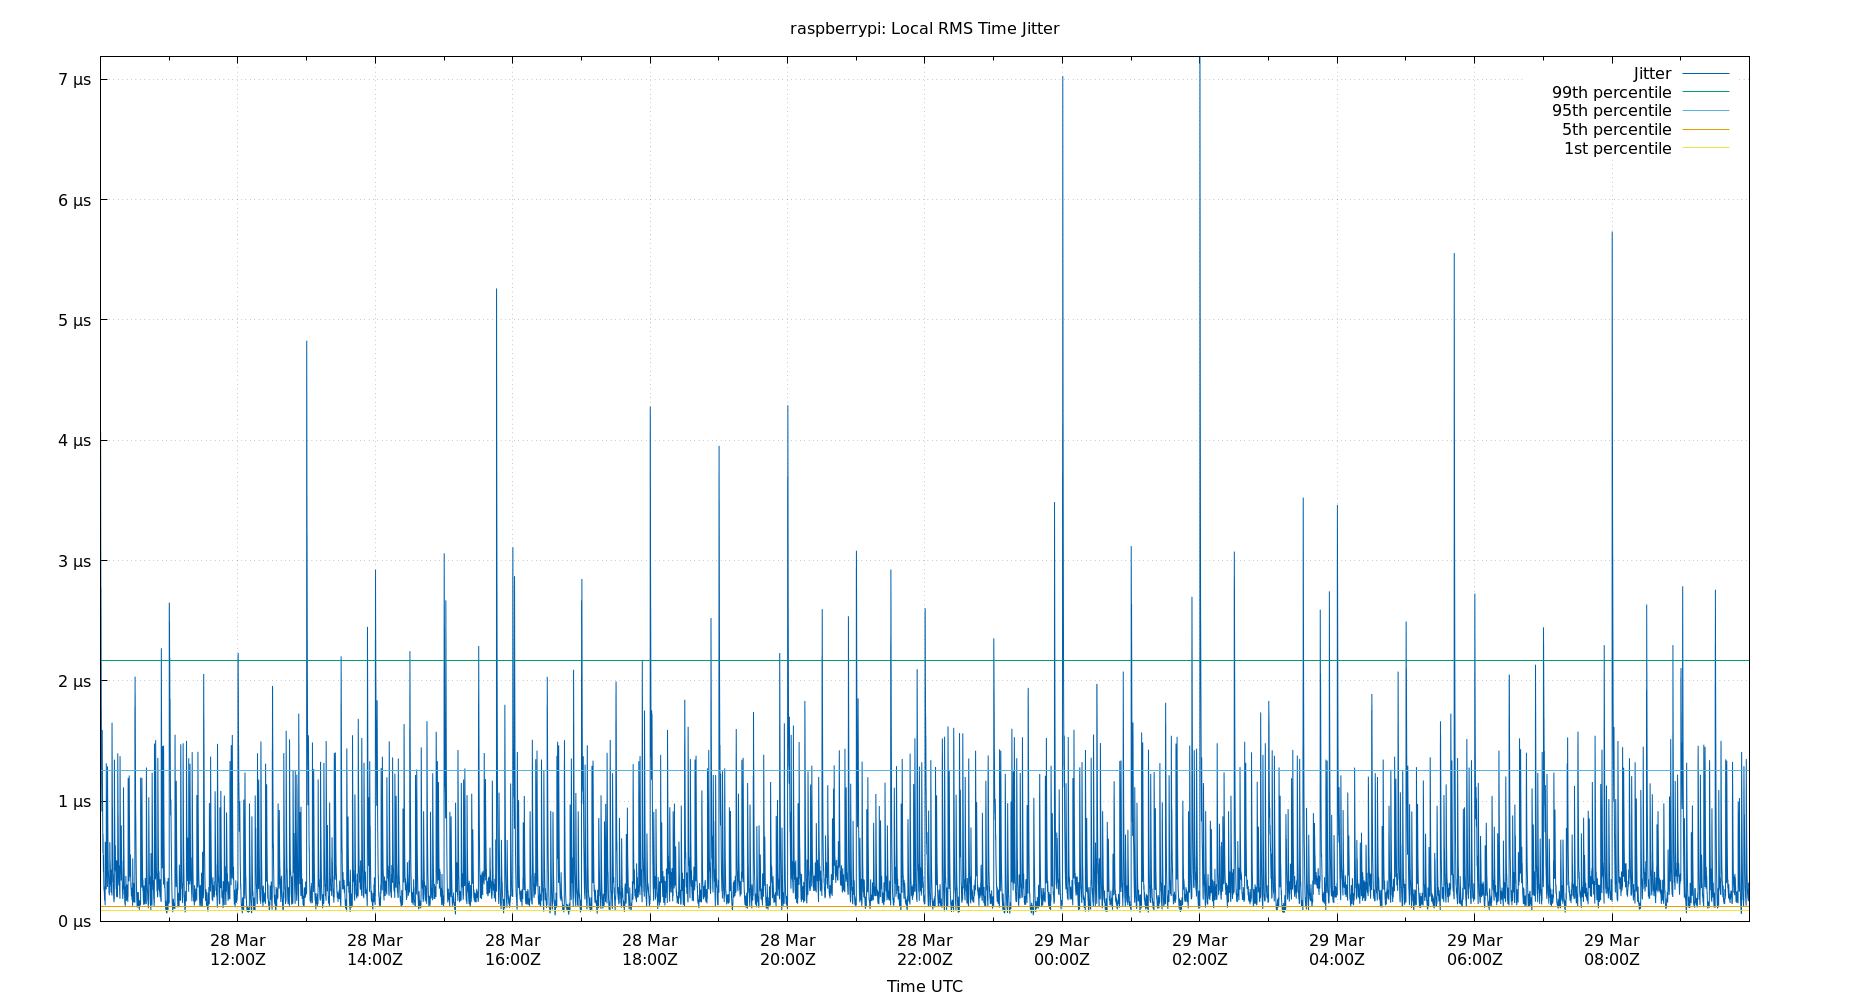 raspberrypi: Local RMS Time Jitter
7 µs
6 µs
5 µs
4 µs
3 µs
2 µs
1 µs
0 µs
Jitter
99th percentile
95th percentile
5th percentile
1st percentile
28 Mar 28 Mar 28 Mar 28 Mar 28 Mar 28 Mar 29 Mar 29 Mar 29 Mar 29 Mar 29 Mar
12:00Z 14:00Z 16:00Z 18:00Z 20:00Z 22:00Z 00:00Z 02:00Z 04:00Z 06:00Z 08:00Z
Time UTC